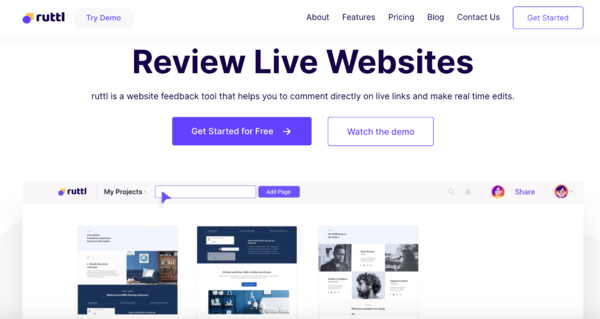 ruttl
Try Demo
About
Features
Pricing
Blog
Contact Us
Get Started
Review Live Websites
ruttl is a website feedback tool that helps you to comment directly on live links and make real time edits.
Get Started for Free →
Watch the demo
ruttl
My Projects
Add Page
Share